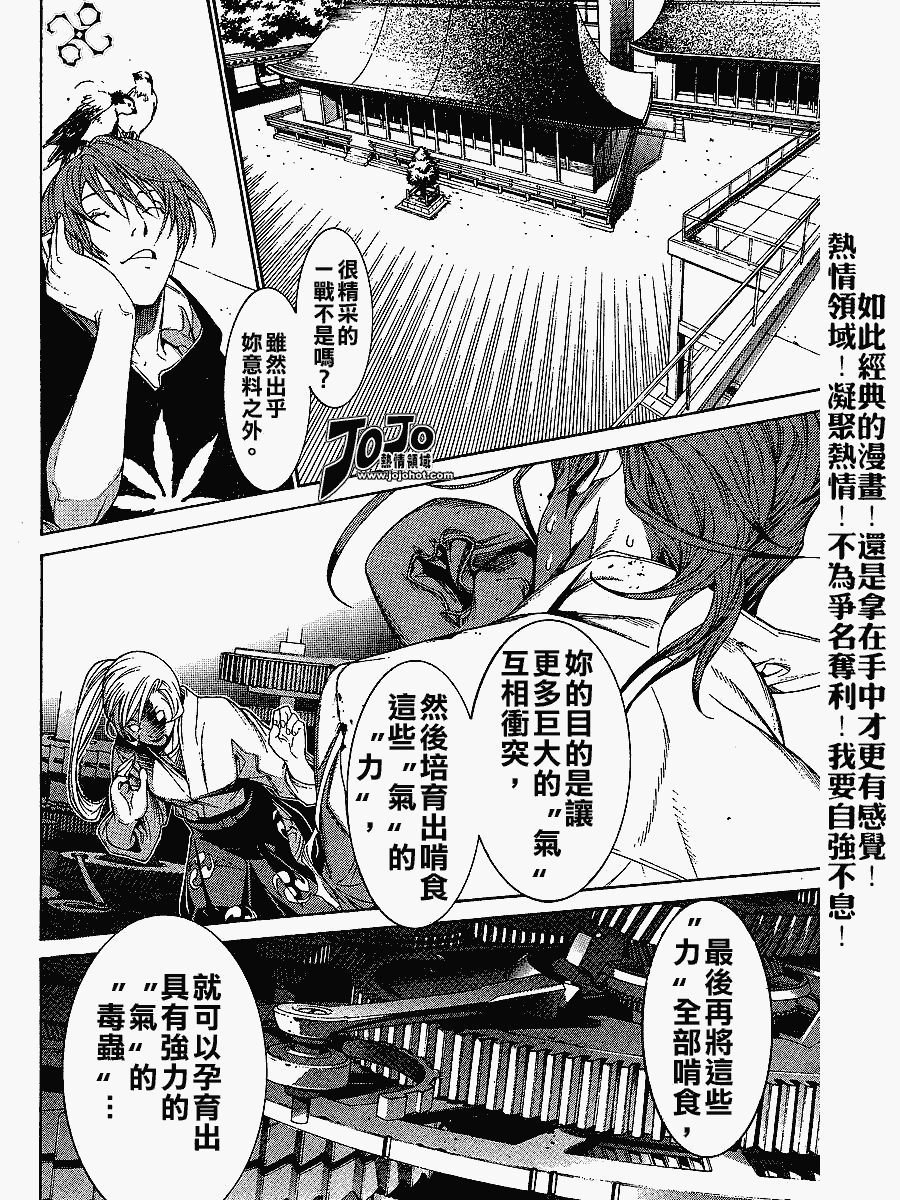 如此經典的漫畫！還是拿在手中才更有感覺！
熱情領域！凝聚熱情！不為爭名奪利！我要自強不息！
很精采的
一戰不是嗎？
雖然出乎
妳意料之外。
JOJO
熱情領域
www.jojohot.com
妳的目的是讓
更多巨大的〞氣〝
互相衝突，
然後培育出啃食
這些〞氣〝的
〞力〝，
最後再將這些
〞力〝全部啃食，
就可以孕育出
具有強力的
〞氣〝的
〞毒蟲〝…